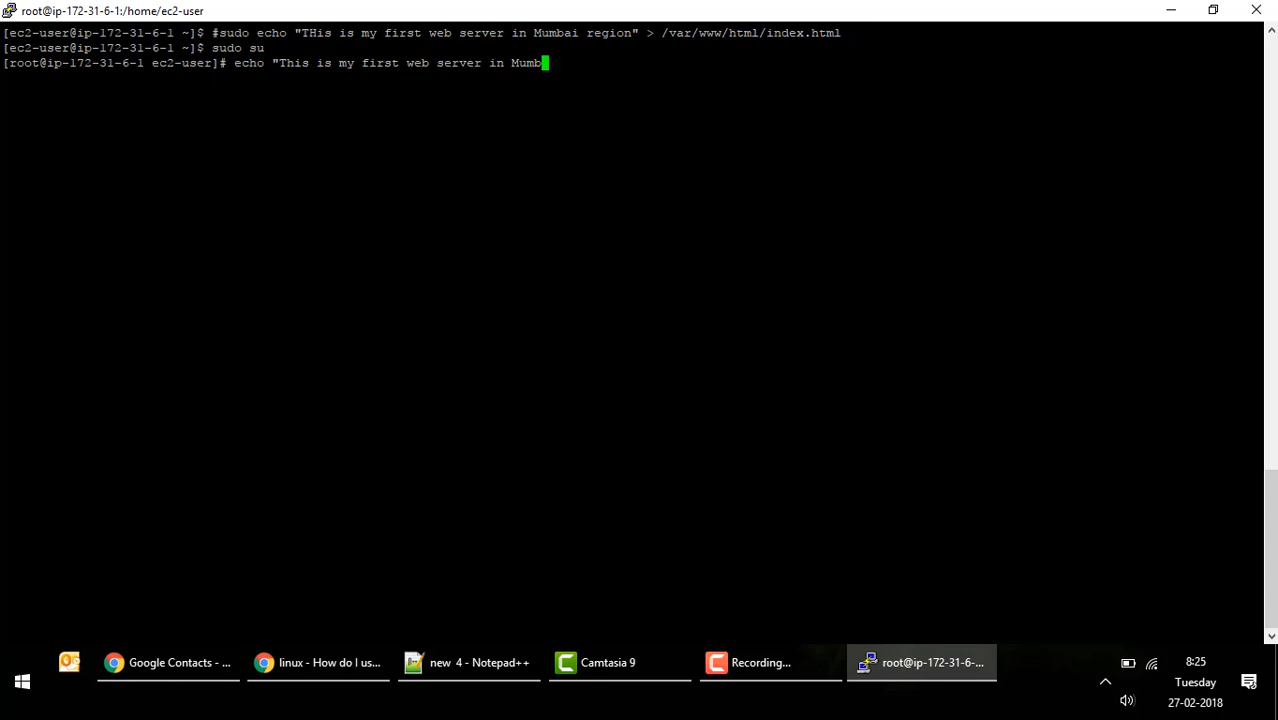 root@ip-172-31-6-1:/home/ec2-user
[ec2-user@ip-172-31-6-1 ~]$ #sudo echo "THis is my first web server in Mumbai region" > /var/www/html/index.html
[ec2-user@ip-172-31-6-1 ~]$ sudo su
[root@ip-172-31-6-1 ec2-user]# echo "This is my first web server in Mumb
Google Contacts - ...
linux - How do I us...
new 4 - Notepad++
Camtasia 9
Recording...
root@ip-172-31-6-...
8:25
Tuesday
27-02-2018